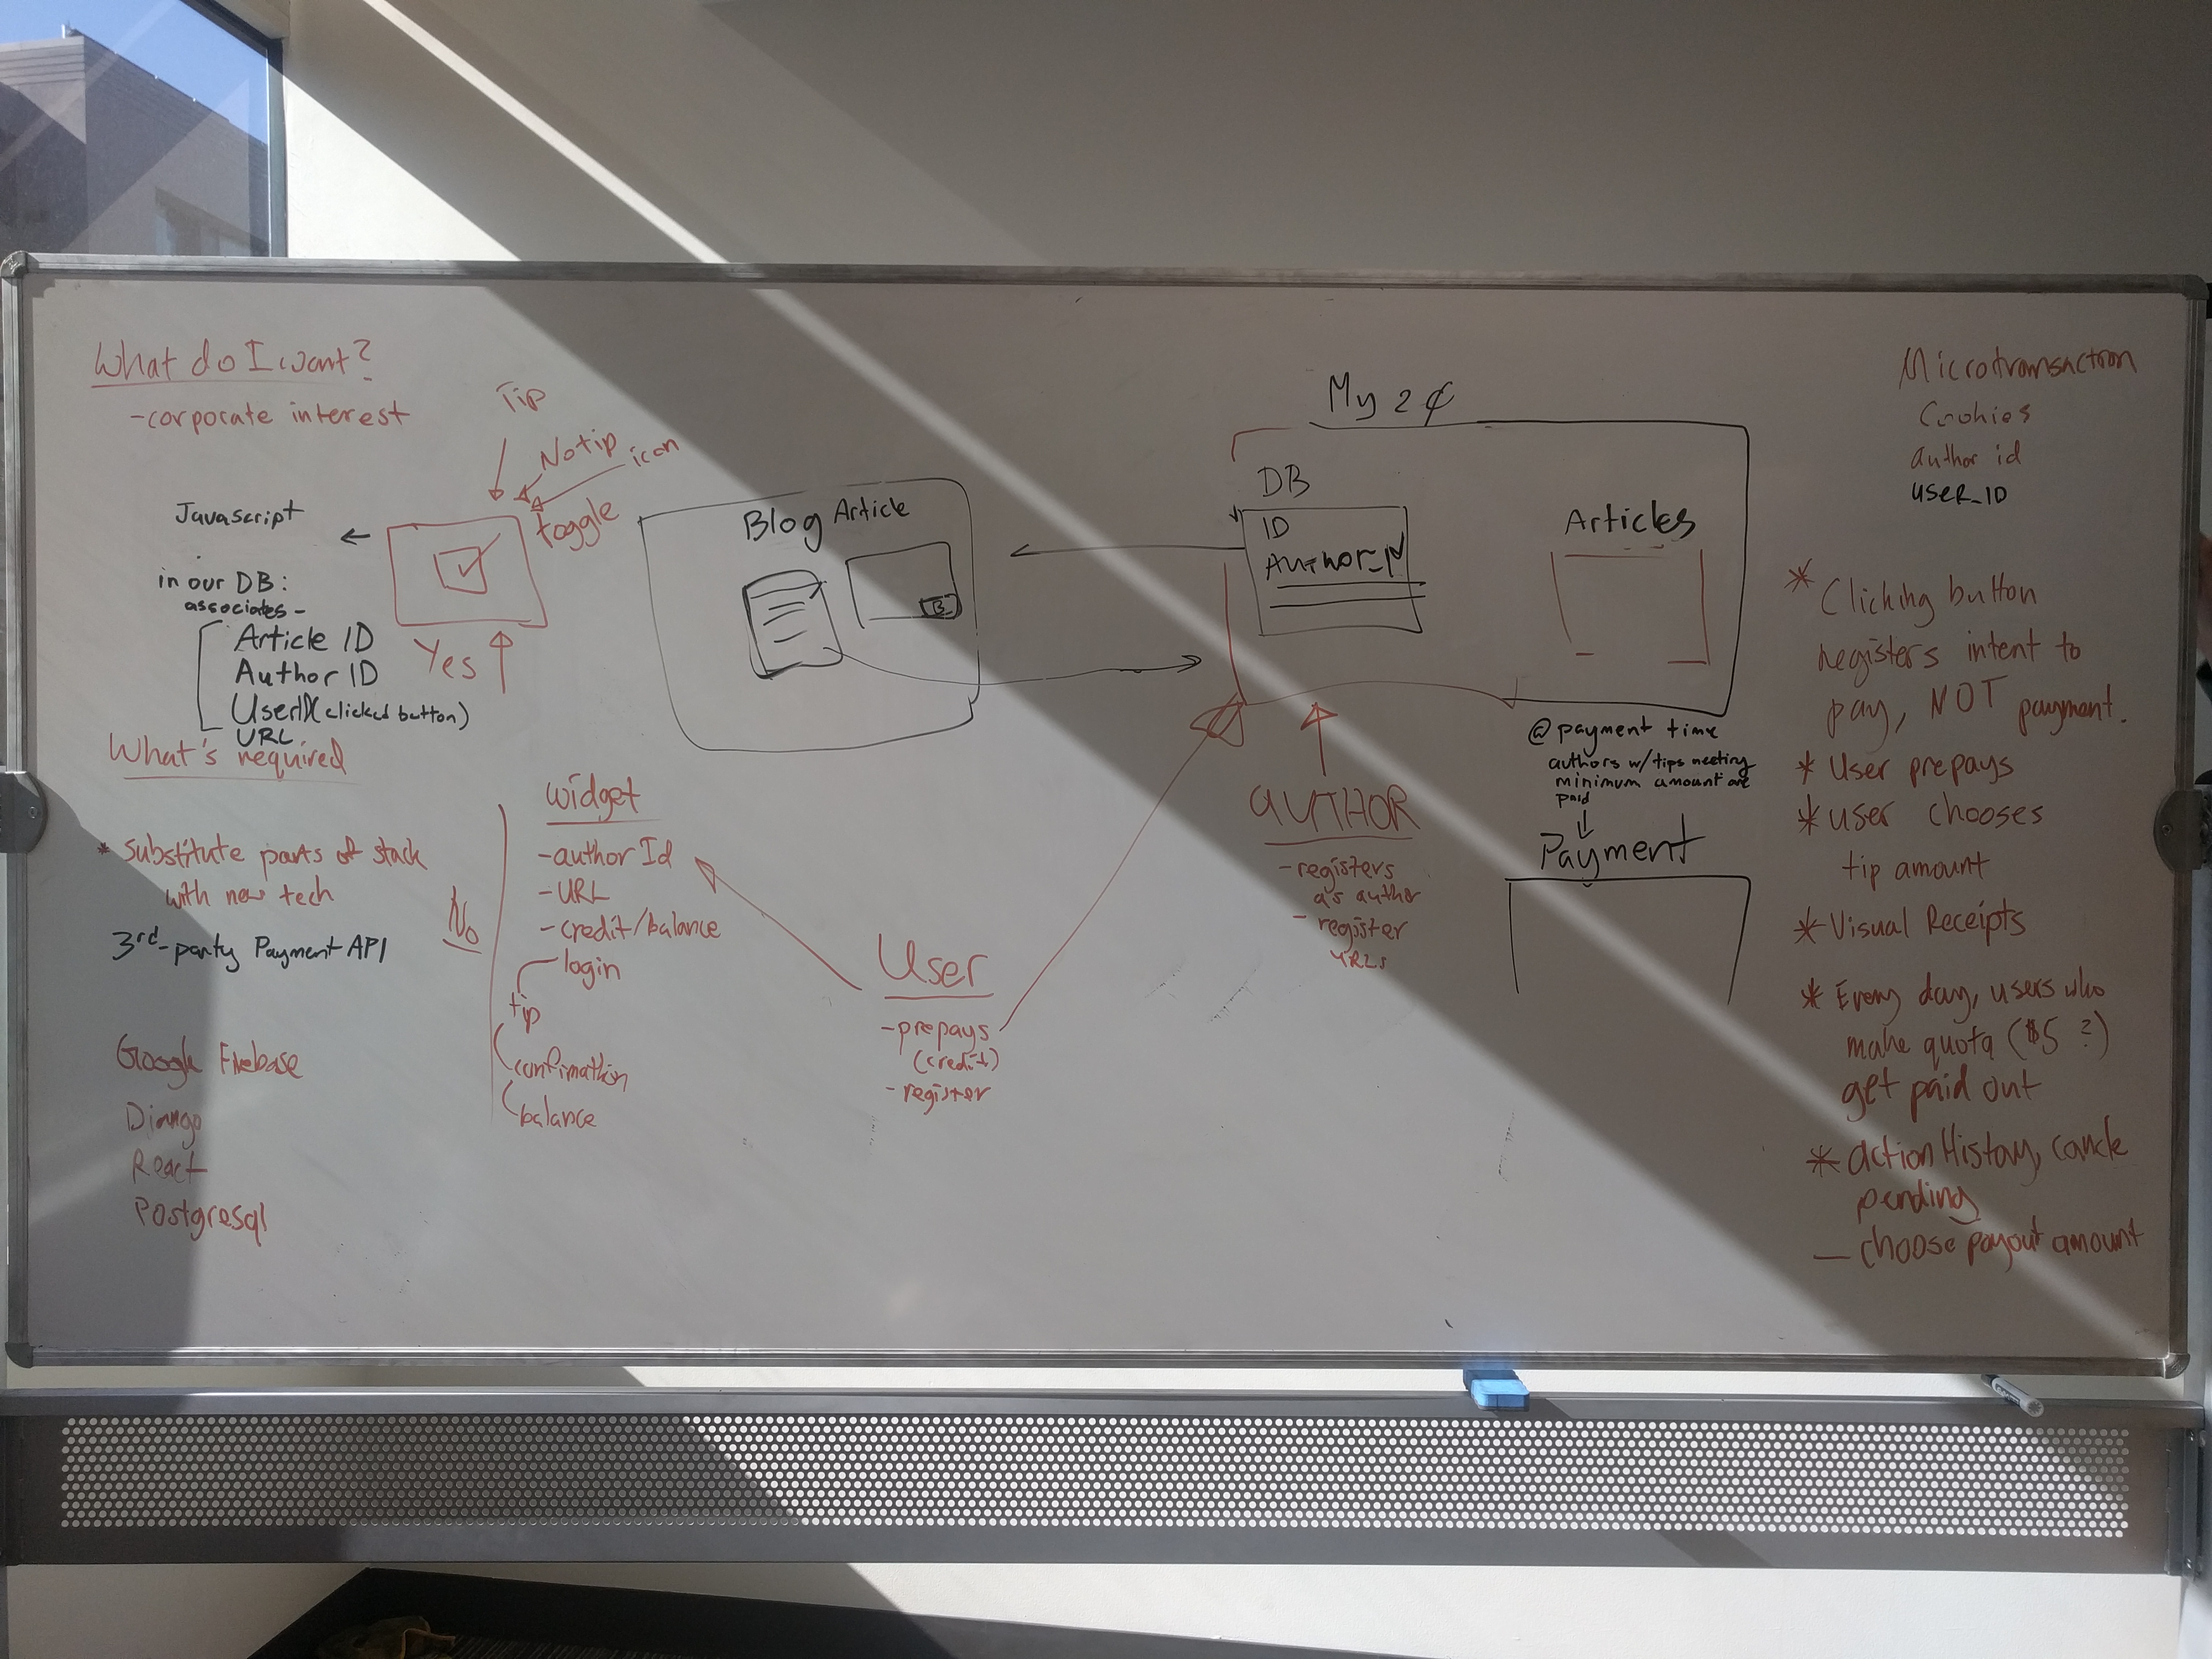 What do I want?
-corporate interest
Tip
No tip
icon
toggle
Yes
Javascript
in our DB:
associates-
Article ID
Author ID
UserID (clicked button)
URL
What's required
* substitute parts of stack
with new tech
3rd-party Payment API
No
Google Firebase
Django
React
Postgresql
widget
-author Id
-URL
-credit/balance
login
tip
confirmation
balance
Blog Article
B
User
-prepays
(credit)
-register
My 2¢
DB
ID
Author_ID
Articles
AUTHOR
-registers
as author
-register
URLs
@ payment time
authors w/tips meeting
minimum amount are
paid
Payment
Microtransaction
Cookies
author id
USER_ID
* Clicking button
registers intent to
pay, NOT payment.
* User prepays
* user chooses
tip amount
* Visual Receipts
* Every day, users who
make quota ($5 ?)
get paid out
* action History, cancle
pending
- choose payout amount